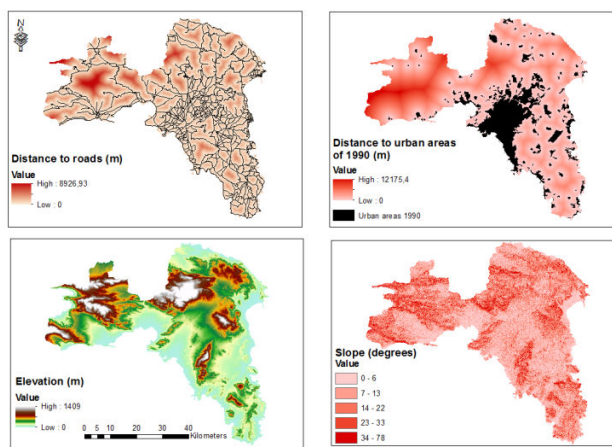 N
Distance to roads (m)
Value
High : 8926,93
Low : 0
Distance to urban areas
of 1990 (m)
Value
High : 12175,4
Low : 0
Urban areas 1990
Elevation (m)
Value
High : 1409
Low : 0
0 5 10 20 30 40
Kilometers
Slope (degrees)
Value
0 - 6
7 - 13
14 - 22
23 - 33
34 - 78